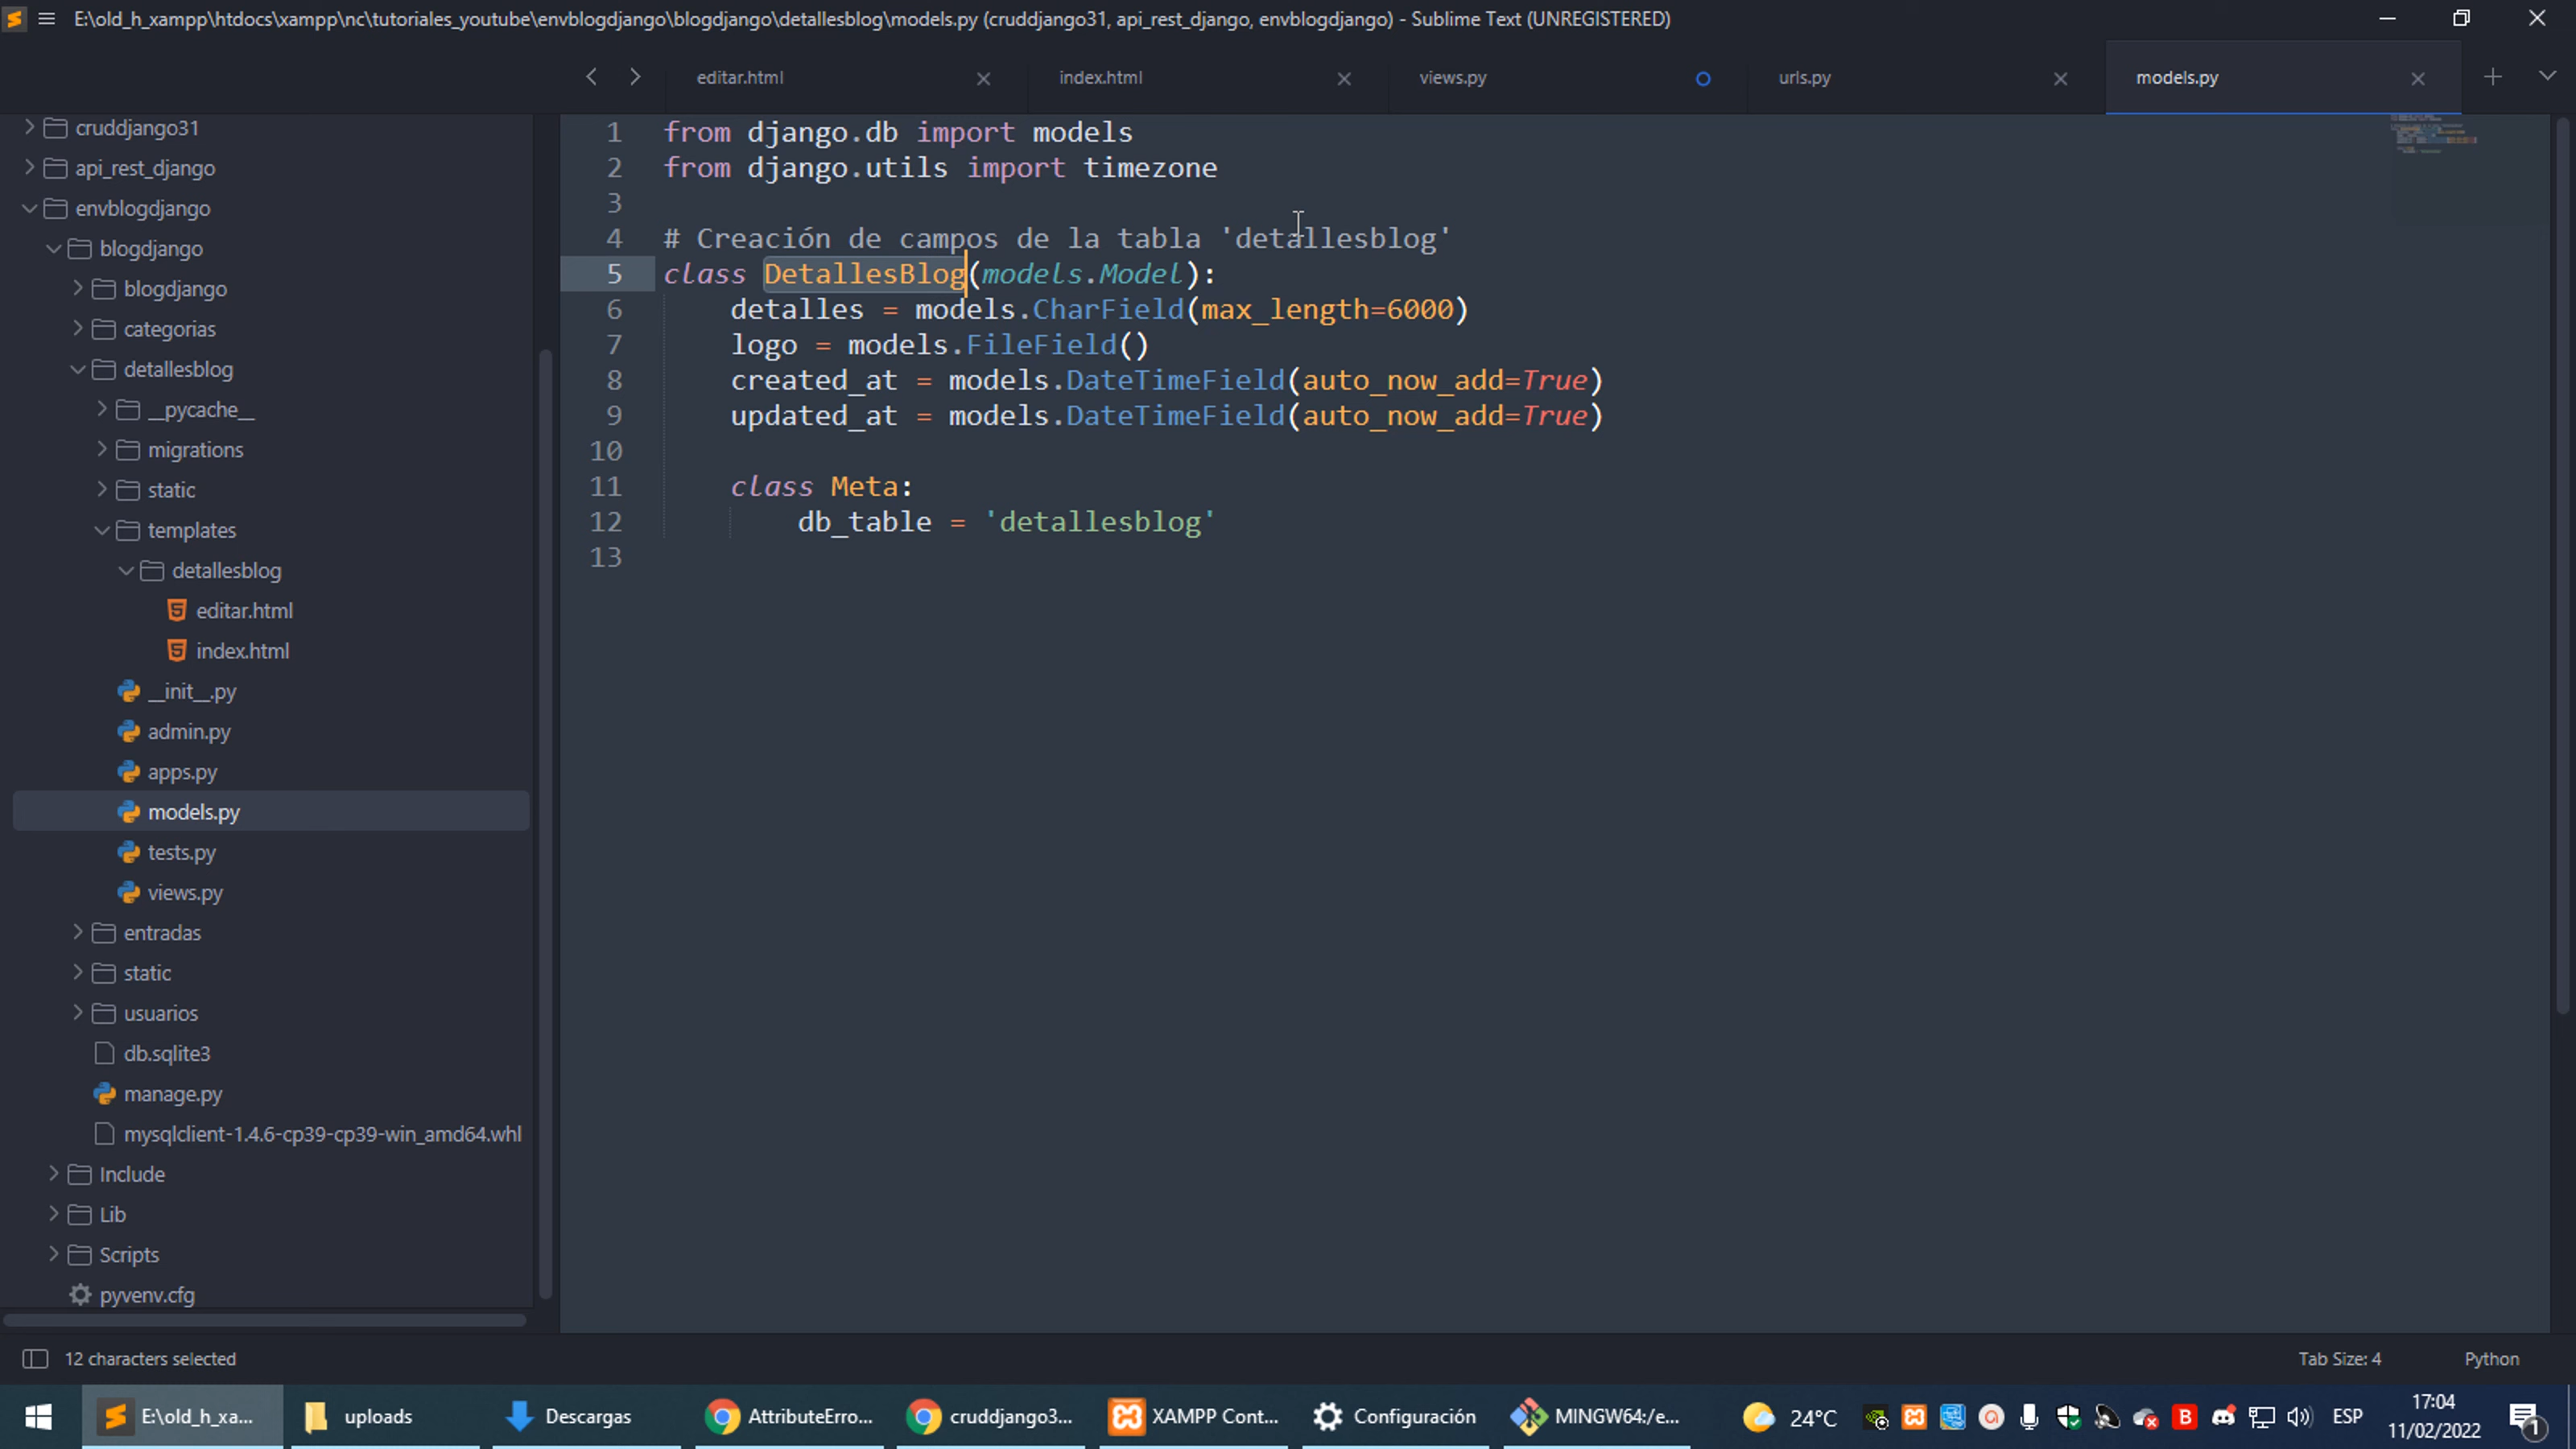 E:\old_h_xampp\htdocs\xampp\nc\tutoriales_youtube\envblogdjango\blogdjango\detallesblog\models.py (cruddjango31, api_rest_django, envblogdjango) - Sublime Text (UNREGISTERED)
editar.html
index.html
views.py
urls.py
models.py
cruddjango31
api_rest_django
envblogdjango
blogdjango
blogdjango
categorias
detallesblog
__pycache__
migrations
static
templates
detallesblog
editar.html
index.html
__init__.py
admin.py
apps.py
models.py
tests.py
views.py
entradas
static
usuarios
db.sqlite3
manage.py
mysqlclient-1.4.6-cp39-cp39-win_amd64.whl
Include
Lib
Scripts
pyvenv.cfg
1 from django.db import models
2 from django.utils import timezone
3
4 # Creación de campos de la tabla 'detallesblog'
5 class DetallesBlog(models.Model):
6 detalles = models.CharField(max_length=6000)
7 logo = models.FileField()
8 created_at = models.DateTimeField(auto_now_add=True)
9 updated_at = models.DateTimeField(auto_now_add=True)
10
11 class Meta:
12 db_table = 'detallesblog'
13
12 characters selected
Tab Size: 4
Python
E:\old_h_xa...
uploads
Descargas
AttributeErro...
cruddjango3...
XAMPP Cont...
Configuración
MINGW64:/e...
24°C
ESP
17:04
11/02/2022
1